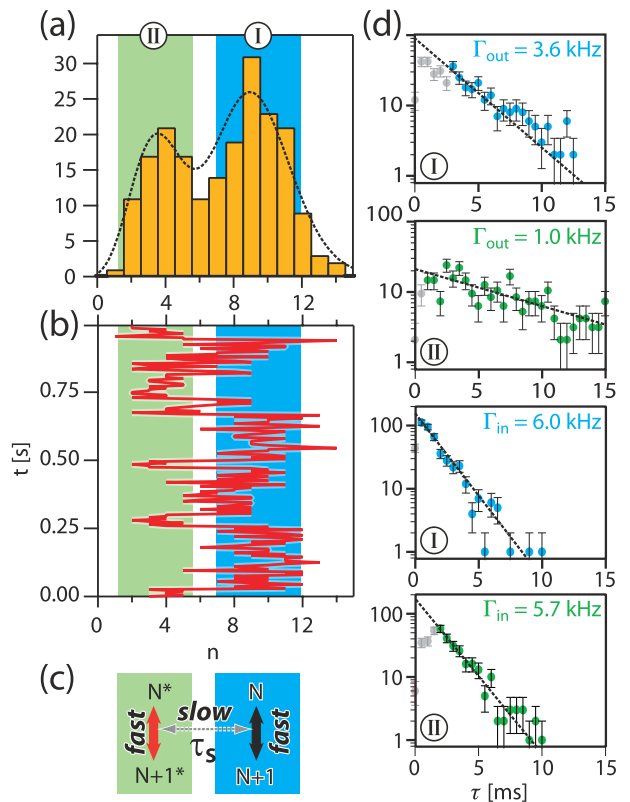 (a)
II
I
30
25
20
15
10
5
0
0
4
8
12
(b)
t [s]
0.75
0.50
0.25
0.00
0
4
8
12
n
(c)
N*
N
fast
slow
τs
fast
N+1*
N+1
(d)
Γout = 3.6 kHz
10
1
I
0
5
10
15
100
Γout = 1.0 kHz
10
1
II
0
5
10
15
100
Γin = 6.0 kHz
10
1
I
0
5
10
15
100
Γin = 5.7 kHz
10
1
II
0
5
10
15
τ [ms]